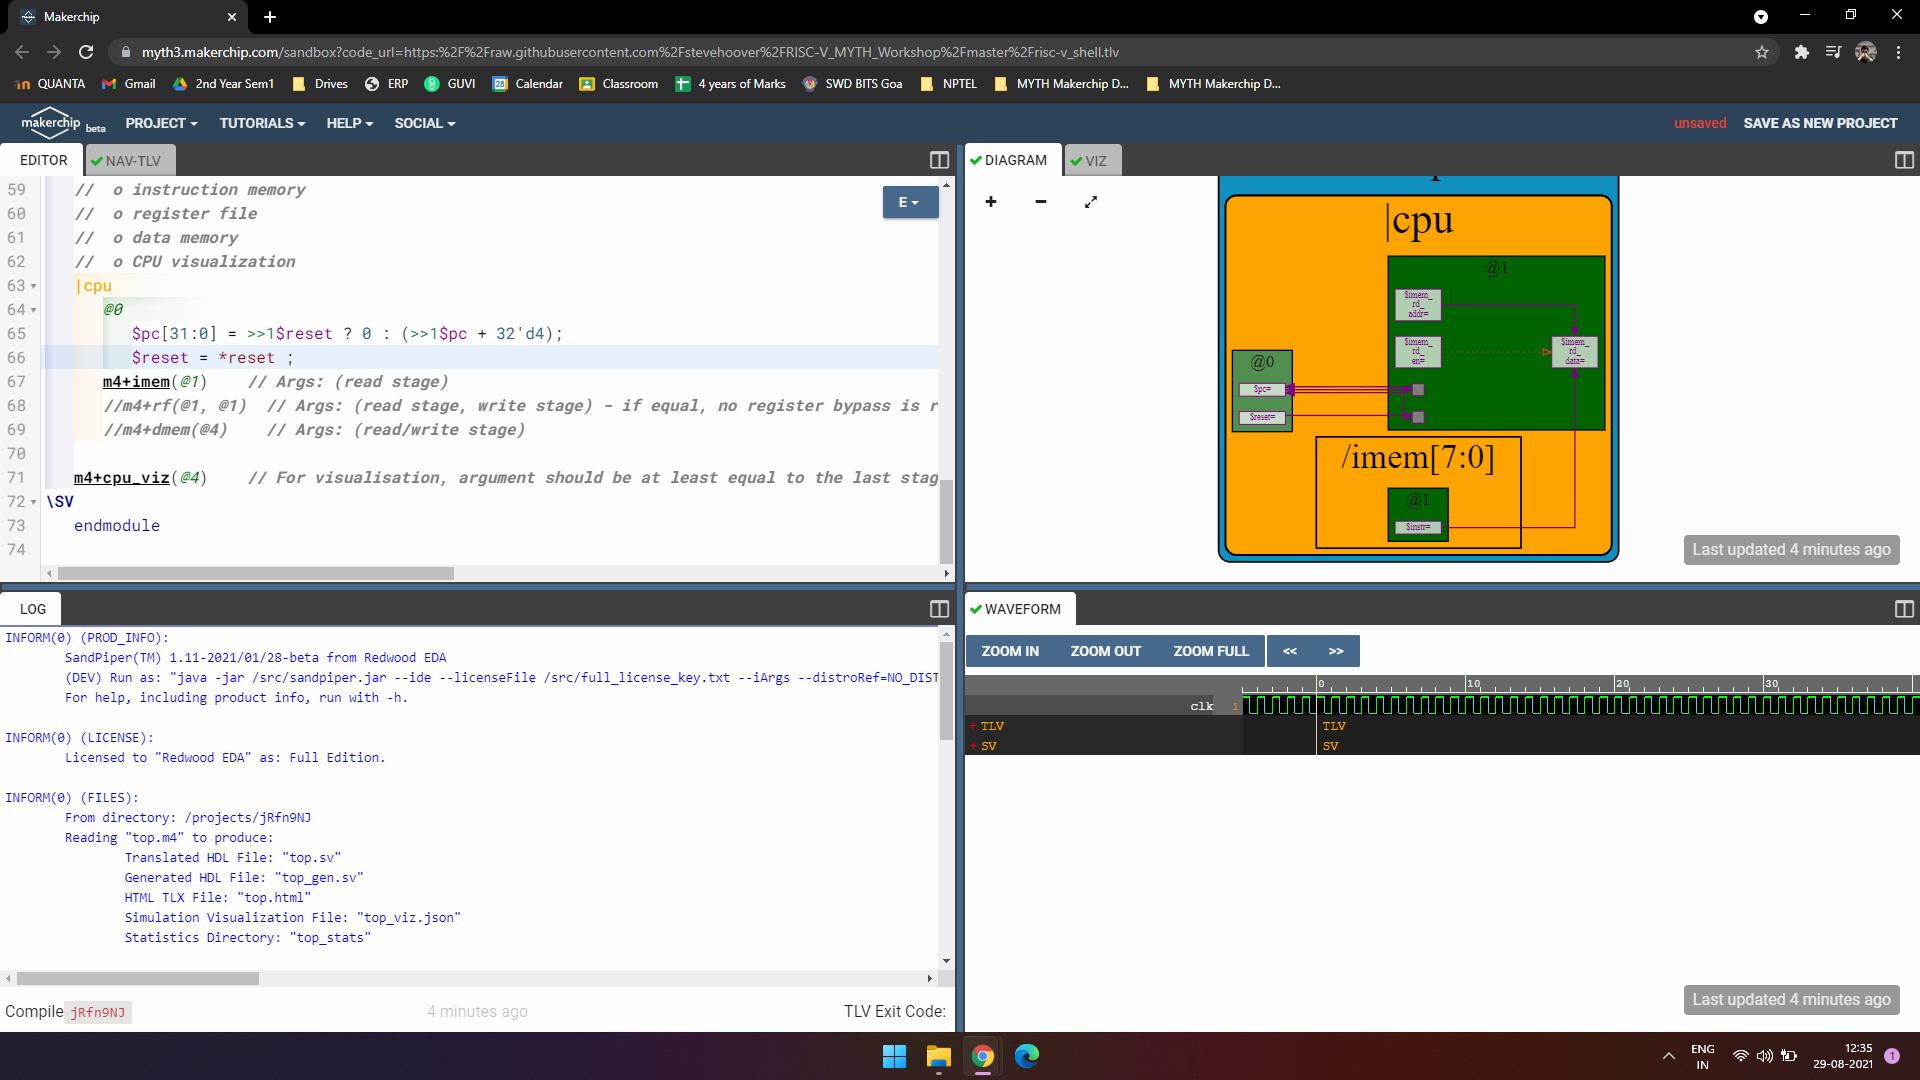 Makerchip
myth3.makerchip.com/sandbox?code_url=https:%2F%2Fraw.githubusercontent.com%2Fstevehoover%2FRISC-V_MYTH_Workshop%2Fmaster%2Frisc-v_shell.tlv
QUANTA Gmail 2nd Year Sem1 Drives ERP GUVI 28 Calendar Classroom 4 years of Marks SWD BITS Goa NPTEL MYTH Makerchip D... MYTH Makerchip D...
makerchip beta PROJECT TUTORIALS HELP SOCIAL unsaved SAVE AS NEW PROJECT
EDITOR NAV-TLV
E
59 // o instruction memory
60 // o register file
61 // o data memory
62 // o CPU visualization
63 |cpu
64 @0
65 $pc[31:0] = >>1$reset ? 0 : (>>1$pc + 32'd4);
66 $reset = *reset ;
67 m4+imem(@1) // Args: (read stage)
68 //m4+rf(@1, @1) // Args: (read stage, write stage) - if equal, no register bypass is r
69 //m4+dmem(@4) // Args: (read/write stage)
70
71 m4+cpu_viz(@4) // For visualisation, argument should be at least equal to the last stag
72 \SV
73 endmodule
74
DIAGRAM VIZ
|cpu
@1
$imem_
rd_
addr=
$imem_
rd_
en=
$imem_
rd_
data=
@0
$pc=
$reset=
/imem[7:0]
@1
$instr=
Last updated 4 minutes ago
LOG
INFORM(0) (PROD_INFO):
SandPiper(TM) 1.11-2021/01/28-beta from Redwood EDA
(DEV) Run as: "java -jar /src/sandpiper.jar --ide --licenseFile /src/full_license_key.txt --iArgs --distroRef=NO_DIST
For help, including product info, run with -h.
INFORM(0) (LICENSE):
Licensed to "Redwood EDA" as: Full Edition.
INFORM(0) (FILES):
From directory: /projects/jRfn9NJ
Reading "top.m4" to produce:
Translated HDL File: "top.sv"
Generated HDL File: "top_gen.sv"
HTML TLX File: "top.html"
Simulation Visualization File: "top_viz.json"
Statistics Directory: "top_stats"
Compile jRfn9NJ 4 minutes ago TLV Exit Code:
WAVEFORM
ZOOM IN ZOOM OUT ZOOM FULL << >>
0 10 20 30
clk 1
+ TLV TLV
+ SV SV
Last updated 4 minutes ago
ENG
IN
12:35
29-08-2021
1